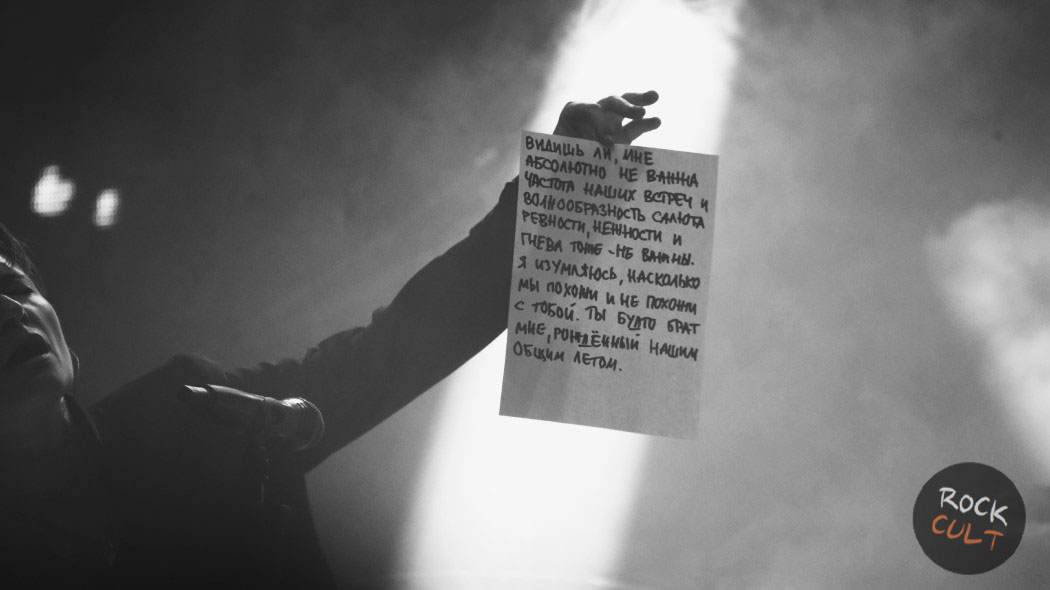 ВИДИШЬ ЛИ, МНЕ
АБСОЛЮТНО НЕ ВАЖНА
ЧАСТОТА НАШИХ ВСТРЕЧ И
ВОЛНООБРАЗНОСТЬ САЛЮТА
РЕВНОСТИ, НЕЖНОСТИ И
ГНЕВА ТОЖЕ - НЕ ВАЖНЫ.
Я ИЗУМЛЯЮСЬ, НАСКОЛЬКО
МЫ ПОХОЖИ И НЕ ПОХОЖИ
С ТОБОЙ. ТЫ БУДТО БРАТ
МНЕ, РОЖДЁННЫЙ НАШИМ
ОБЩИМ ЛЕТОМ.
ROCK
CULT